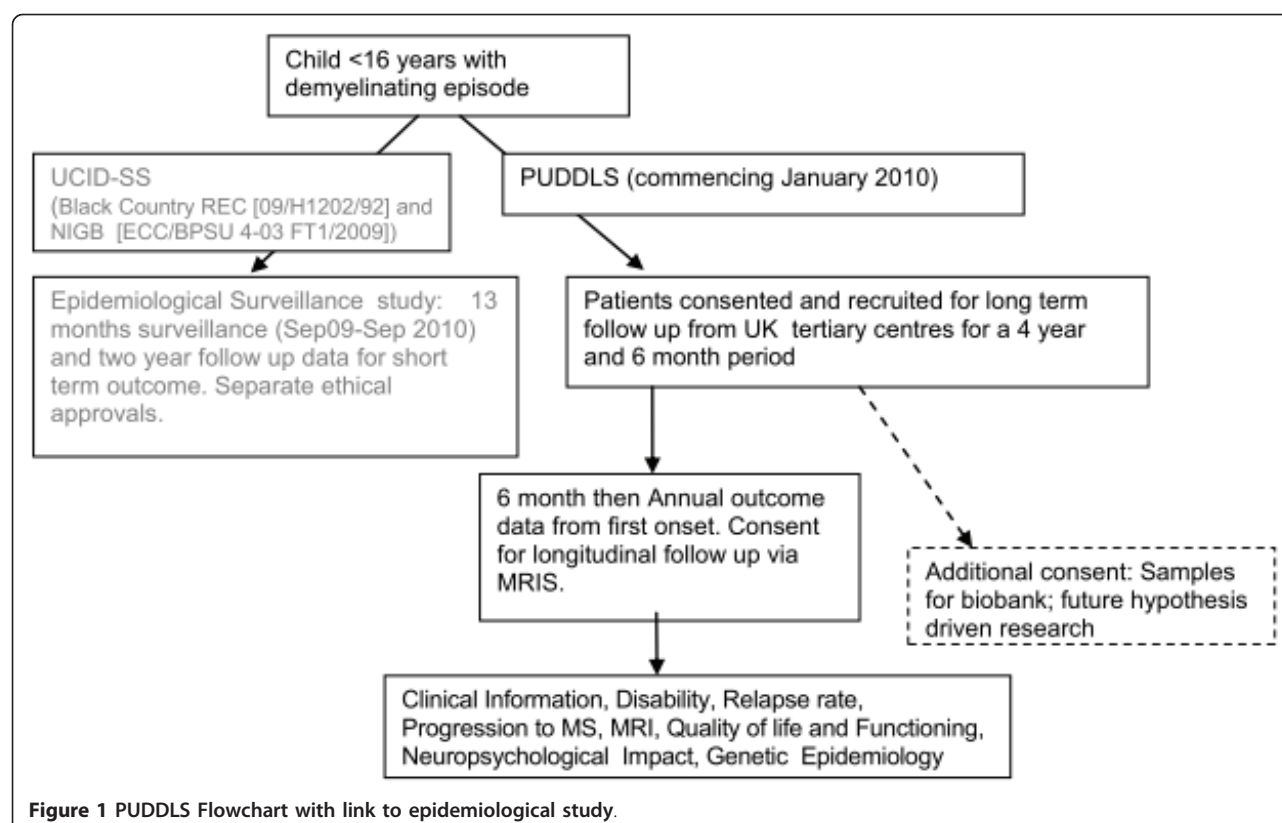 Child <16 years with
demyelinating episode
UCID-SS
(Black Country REC [09/H1202/92] and
NIGB [ECC/BPSU 4-03 FT1/2009])
PUDDLS (commencing January 2010)
Epidemiological Surveillance study: 13
months surveillance (Sep09-Sep 2010)
and two year follow up data for short
term outcome. Separate ethical
approvals.
Patients consented and recruited for long term
follow up from UK tertiary centres for a 4 year
and 6 month period
6 month then Annual outcome
data from first onset. Consent
for longitudinal follow up via
MRIS.
Additional consent: Samples
for biobank; future hypothesis
driven research
Clinical Information, Disability, Relapse rate,
Progression to MS, MRI, Quality of life and Functioning,
Neuropsychological Impact, Genetic Epidemiology
Figure 1 PUDDLS Flowchart with link to epidemiological study.